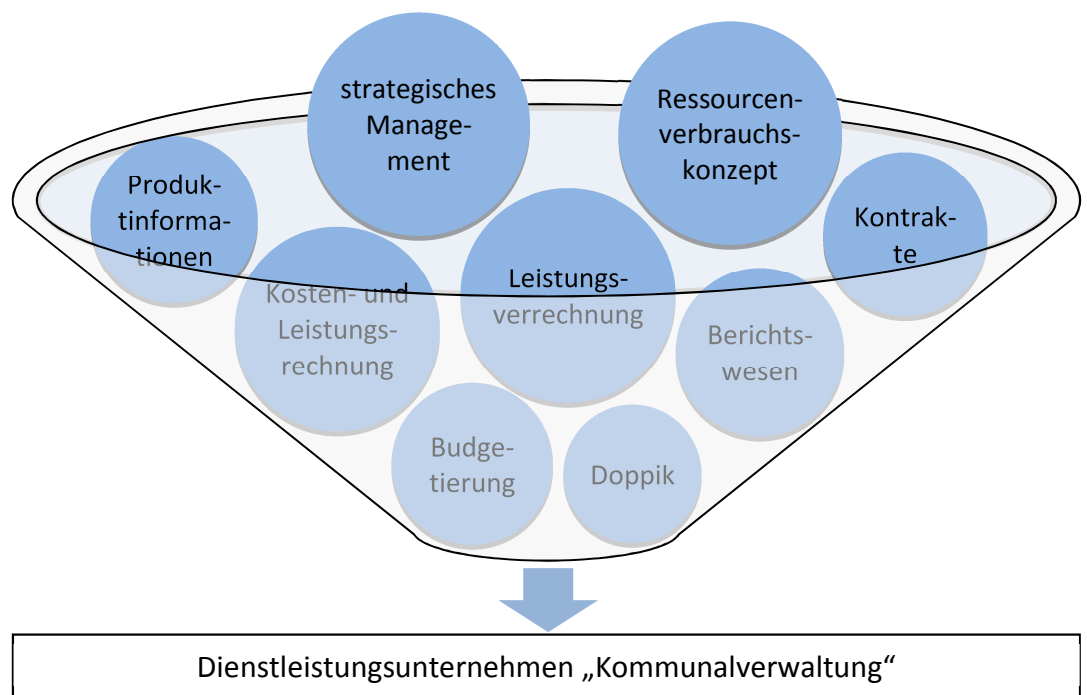 strategisches
Manage-
ment
Ressourcen-
verbrauchs-
konzept
Produk-
tinforma-
tionen
Kontrak-
te
Kosten- und
Leistungs-
rechnung
Leistungs-
verrechnung
Berichts-
wesen
Budge-
tierung
Doppik
Dienstleistungsunternehmen „Kommunalverwaltung“